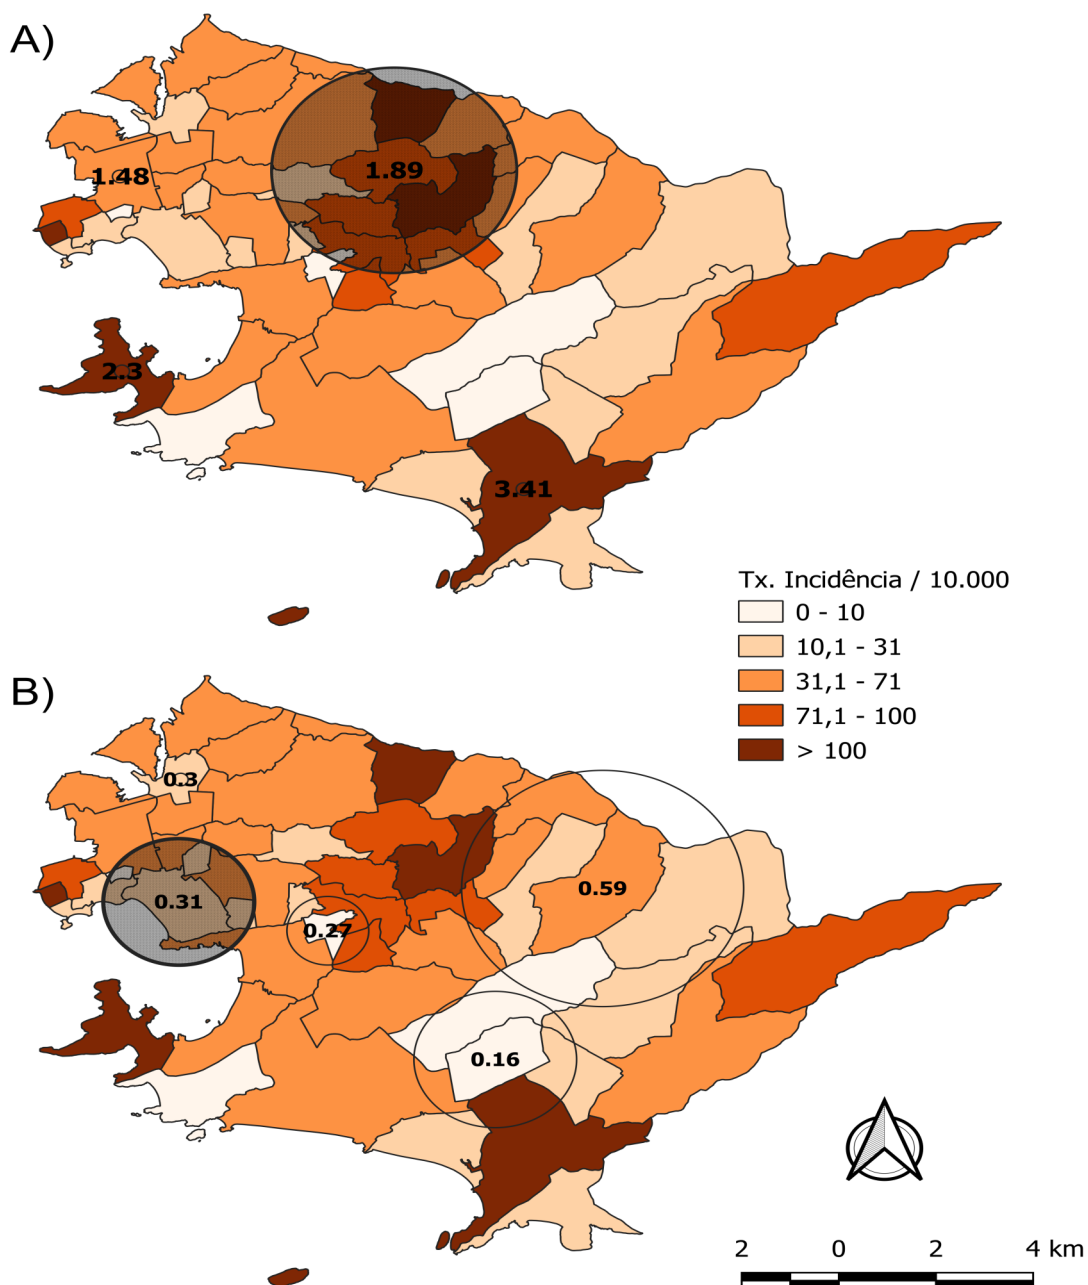 A)
1.48
1.89
2.3
3.41
Tx. Incidência / 10.000
0 - 10
10,1 - 31
31,1 - 71
71,1 - 100
> 100
B)
0.3
0.59
0.31
0.27
0.16
2 0 2 4 km